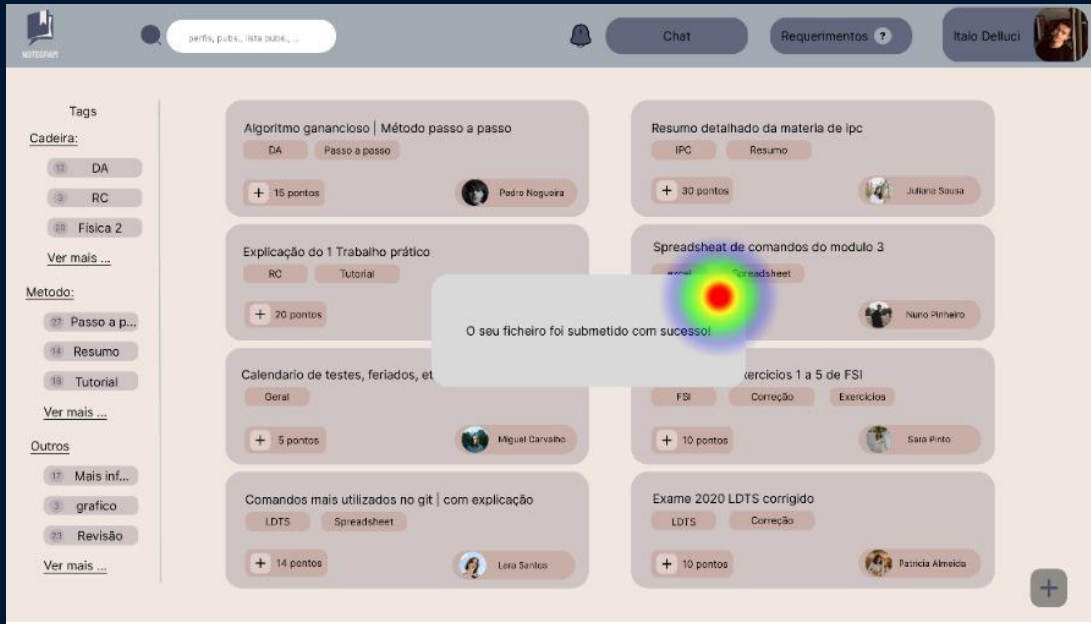 NOTEGRAM
perfis, pubs., lista pubs., ...
Chat
Requerimentos ?
Italo Delluci
Tags
Cadeira:
12 DA
3 RC
20 Física 2
Ver mais ...
Metodo:
27 Passo a p...
14 Resumo
18 Tutorial
Ver mais ...
Outros
17 Mais inf...
3 grafico
23 Revisão
Ver mais ...
Algoritmo ganancioso | Método passo a passo
DA Passo a passo
+ 15 pontos
Pedro Nogueira
Resumo detalhado da materia de ipc
IPC Resumo
+ 30 pontos
Juliana Sousa
Explicação do 1 Trabalho prático
RC Tutorial
+ 20 pontos
Spreadsheat de comandos do modulo 3
excel Spreadsheet
Nuno Pinheiro
O seu ficheiro foi submetido com sucesso!
Calendario de testes, feriados, et
Geral
+ 5 pontos
Miguel Carvalho
xercicios 1 a 5 de FSI
FSI Correção Exercicios
+ 10 pontos
Sara Pinto
Comandos mais utilizados no git | com explicação
LDTS Spreadsheet
+ 14 pontos
Lara Santos
Exame 2020 LDTS corrigido
LDTS Correção
+ 10 pontos
Patricia Almeida
+